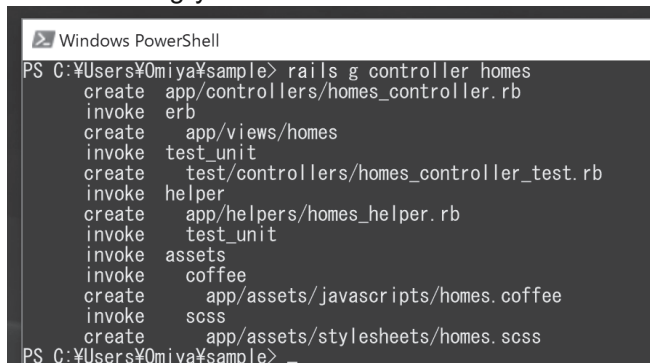 Windows PowerShell
PS C:¥Users¥Omiya¥sample> rails g controller homes
create app/controllers/homes_controller.rb
invoke erb
create app/views/homes
invoke test_unit
create test/controllers/homes_controller_test.rb
invoke helper
create app/helpers/homes_helper.rb
invoke test_unit
invoke assets
invoke coffee
create app/assets/javascripts/homes.coffee
invoke scss
create app/assets/stylesheets/homes.scss
PS C:¥Users¥Omiya¥sample> _